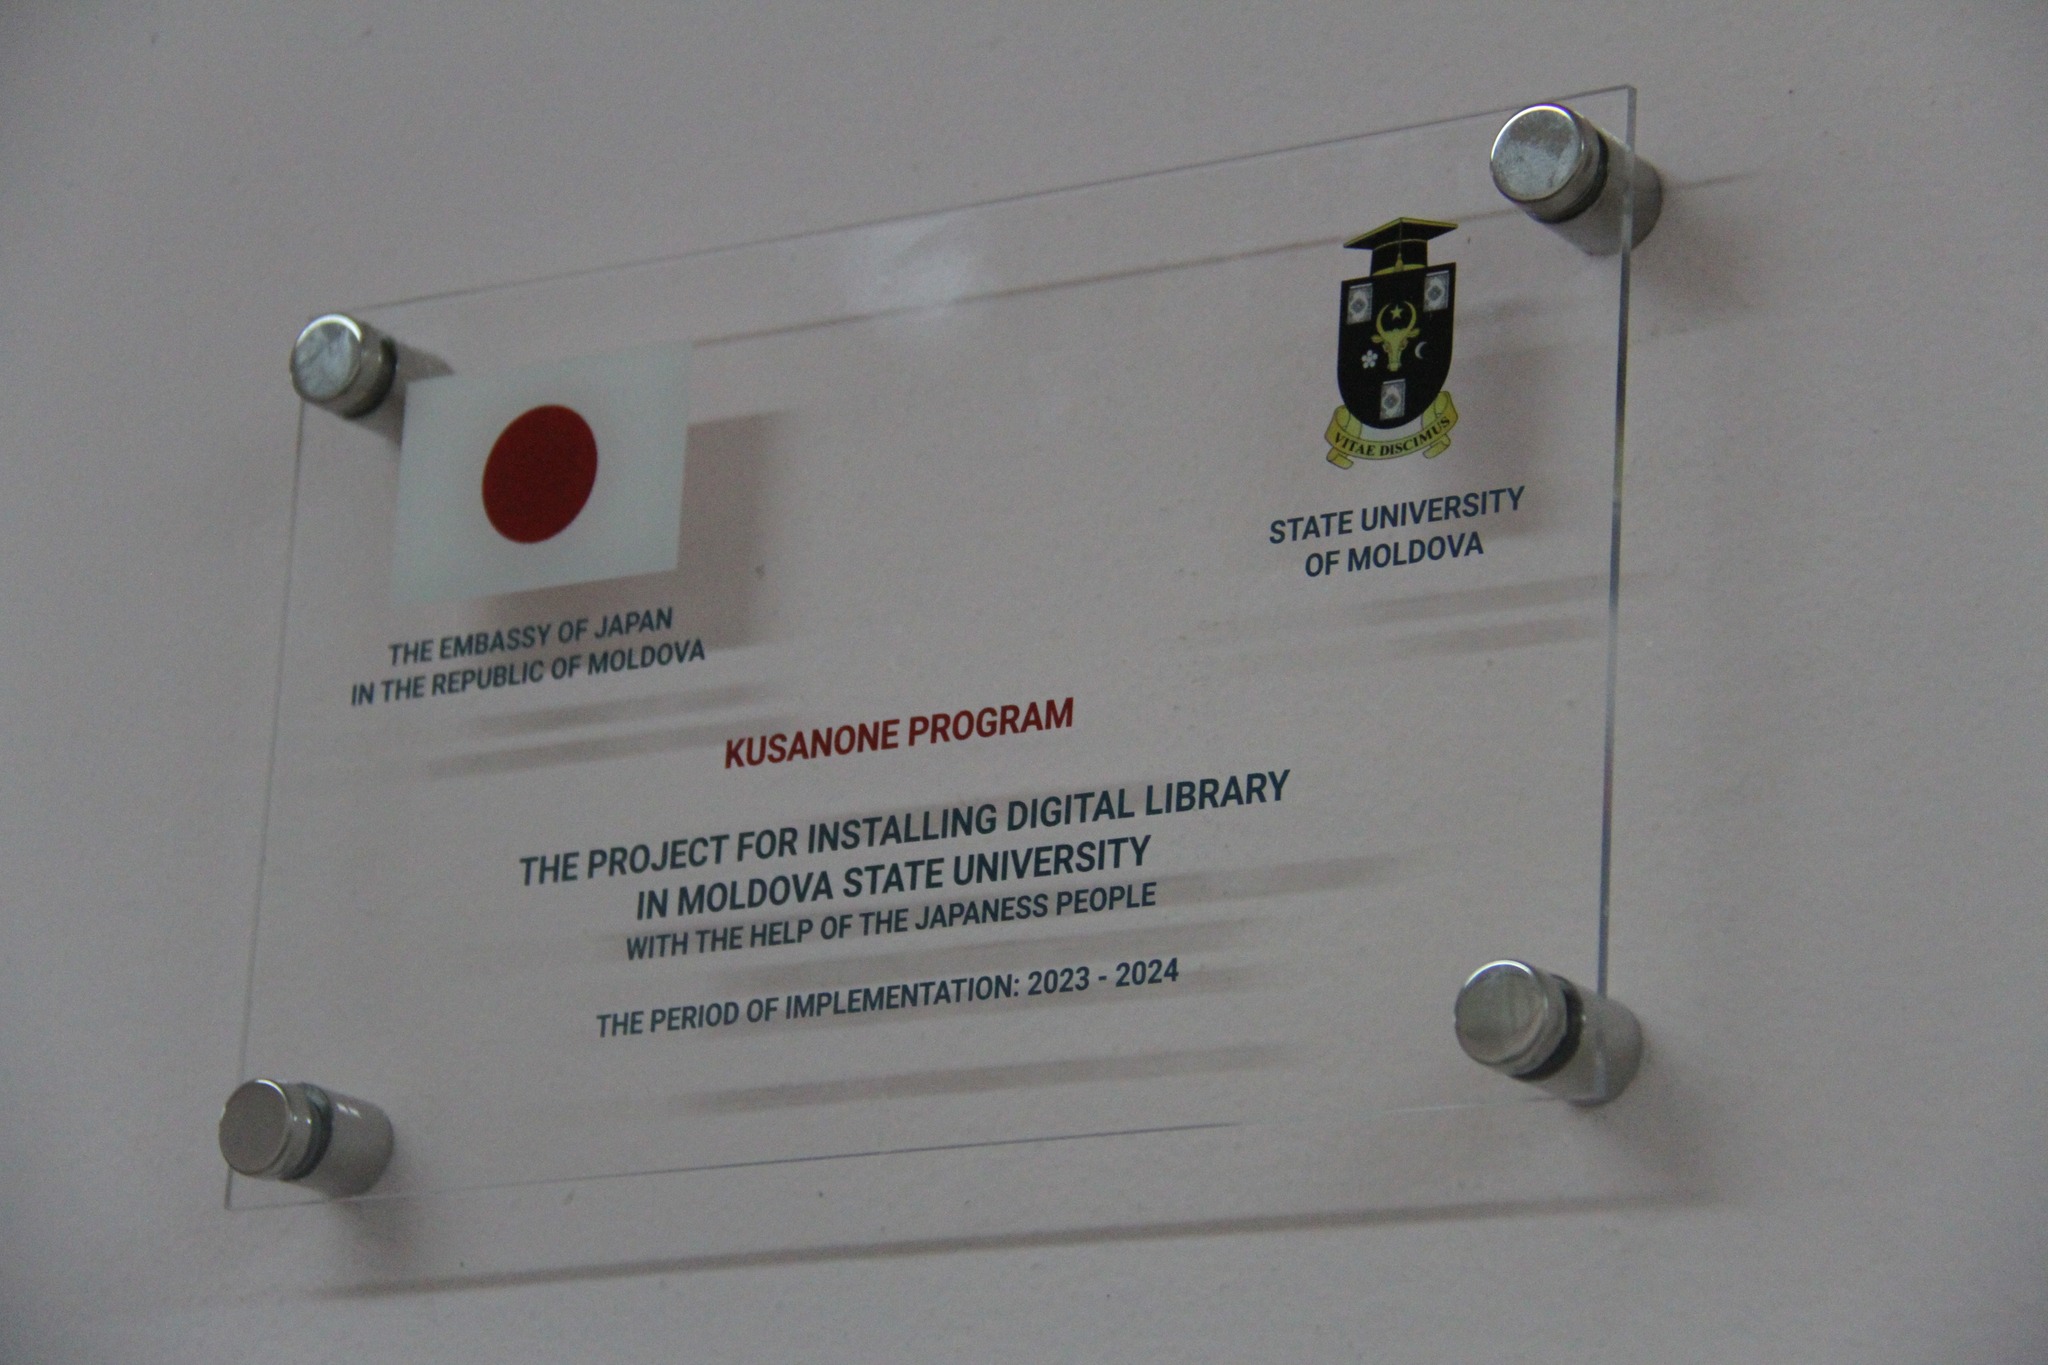 VITAE DISCIMUS
STATE UNIVERSITY
OF MOLDOVA
THE EMBASSY OF JAPAN
IN THE REPUBLIC OF MOLDOVA
KUSANONE PROGRAM
THE PROJECT FOR INSTALLING DIGITAL LIBRARY
IN MOLDOVA STATE UNIVERSITY
WITH THE HELP OF THE JAPANESS PEOPLE
THE PERIOD OF IMPLEMENTATION: 2023 - 2024